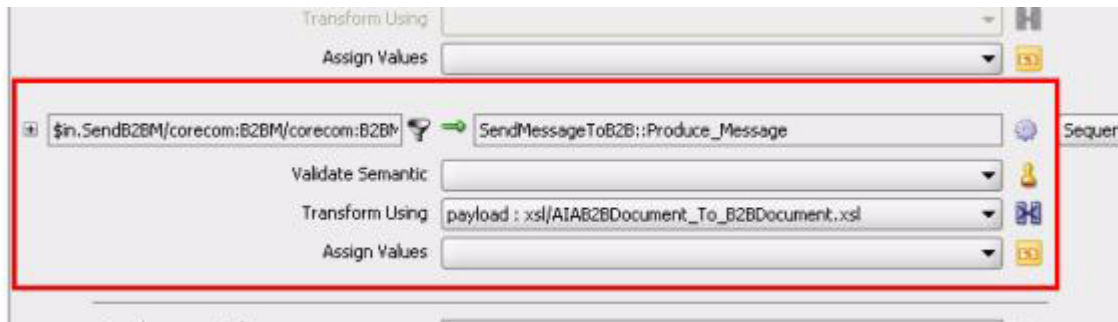 Transform Using
Assign Values
$in.SendB2BM/corecom:B2BM/corecom:B2BM SendMessageToB2B::Produce_Message Sequer
Validate Semantic
Transform Using payload : xsl/AIAB2BDocument_To_B2BDocument.xsl
Assign Values